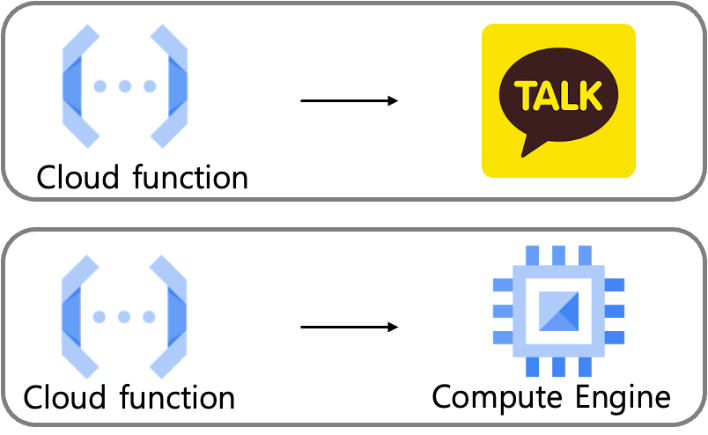 TALK
Cloud function
Cloud function
Compute Engine